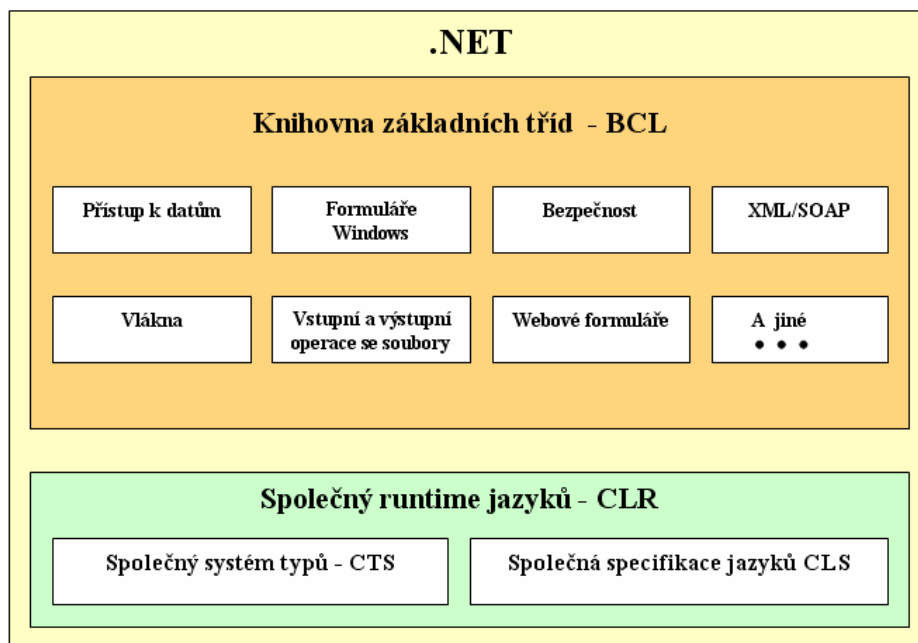 .NET
Knihovna základních tříd - BCL
Přístup k datům
Formuláře
Windows
Bezpečnost
XML/SOAP
Vlákna
Vstupní a výstupní
operace se soubory
Webové formuláře
A jiné
• • •
Společný runtime jazyků - CLR
Společný systém typů - CTS
Společná specifikace jazyků CLS